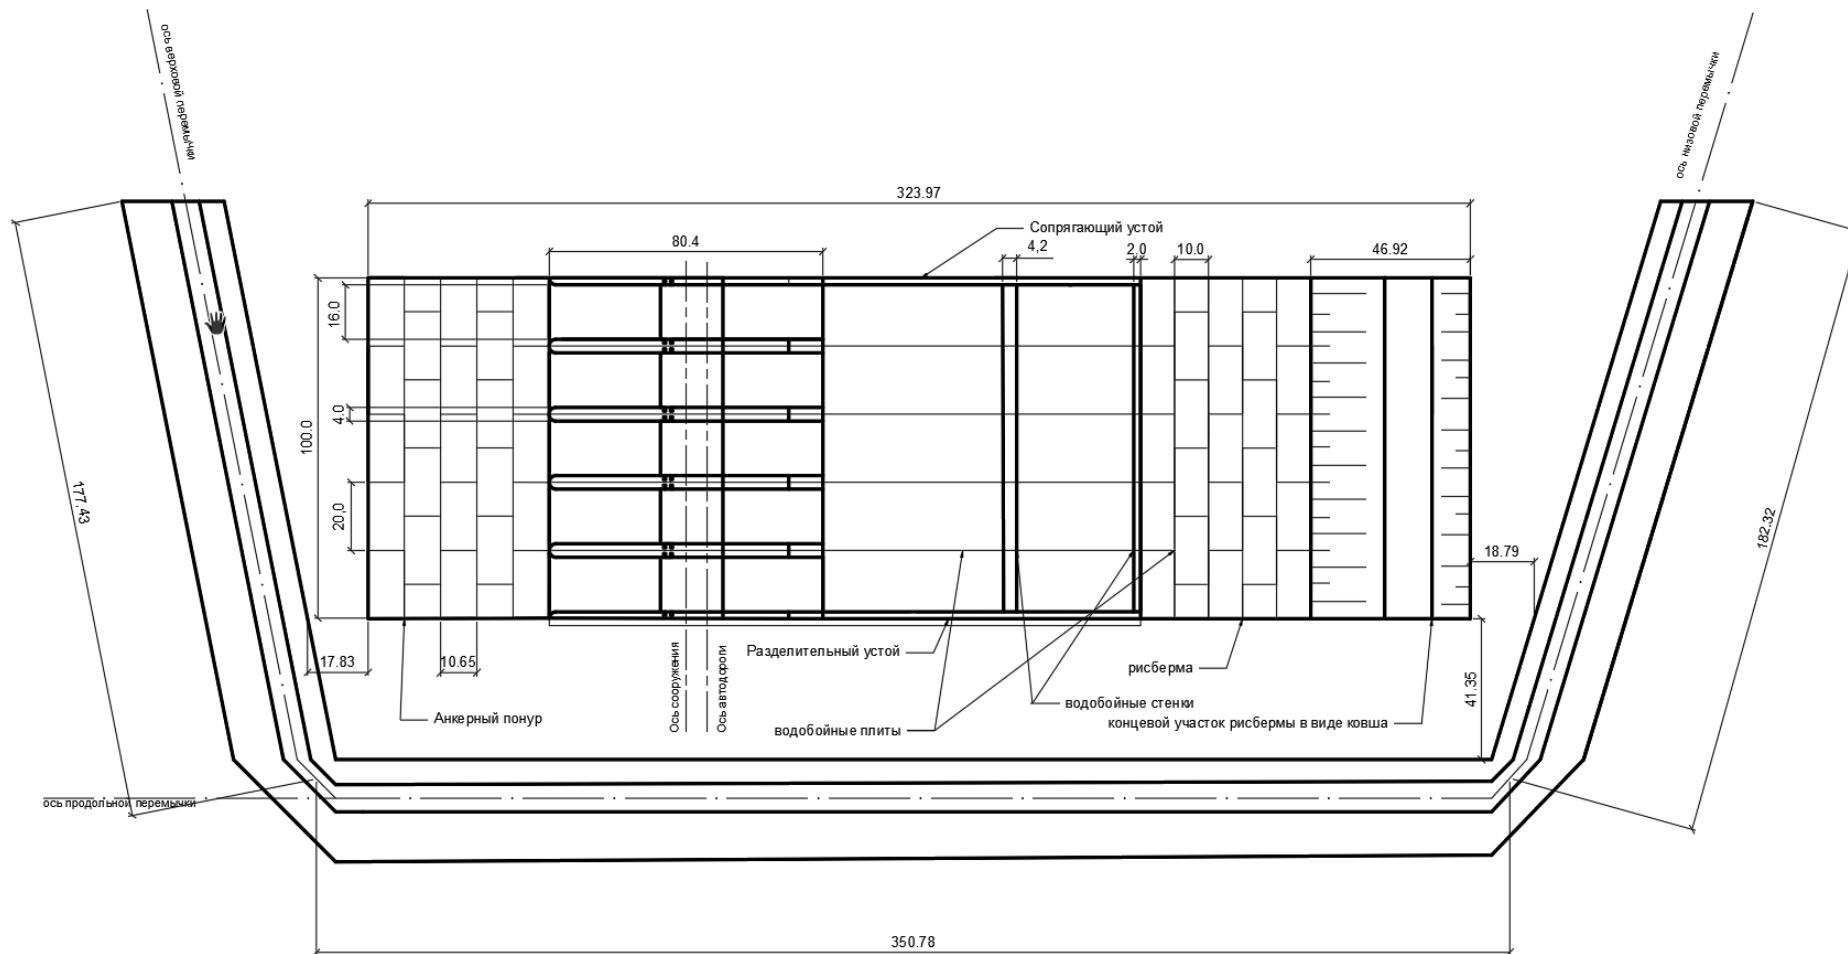 ось верховой перемычки
ось низовой перемычки
323.97
Сопрягающий устой
80.4
4,2
2.0
10.0
46.92
16.0
4.0
100.0
20,0
177.43
182.32
18.79
17.83
10.65
41.35
Разделительный устой
рисберма
Ось сооружения
Ось автодороги
водобойные стенки
Анкерный понур
водобойные плиты
концевой участок рисбермы в виде ковша
ось продольной перемычки
350.78